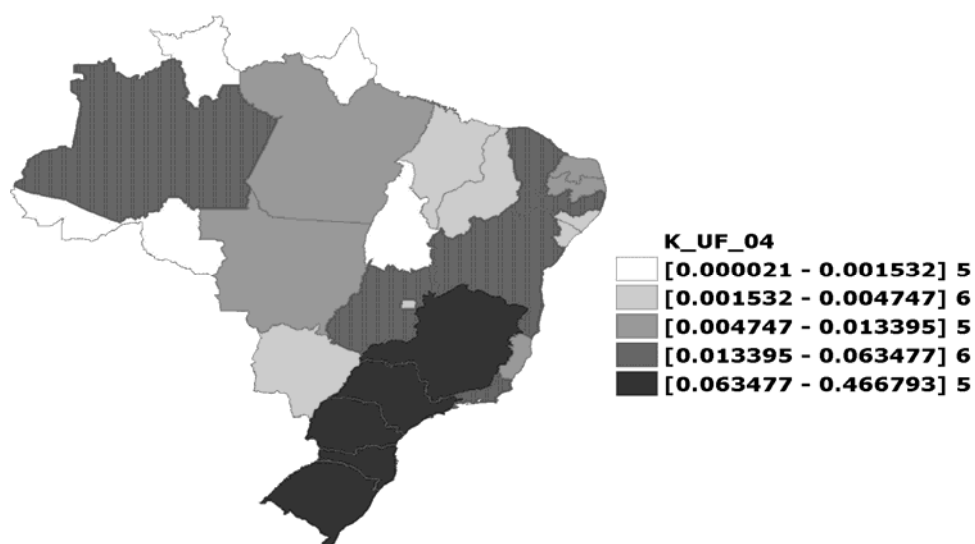 K_UF_04
[0.000021 - 0.001532] 5
[0.001532 - 0.004747] 6
[0.004747 - 0.013395] 5
[0.013395 - 0.063477] 6
[0.063477 - 0.466793] 5